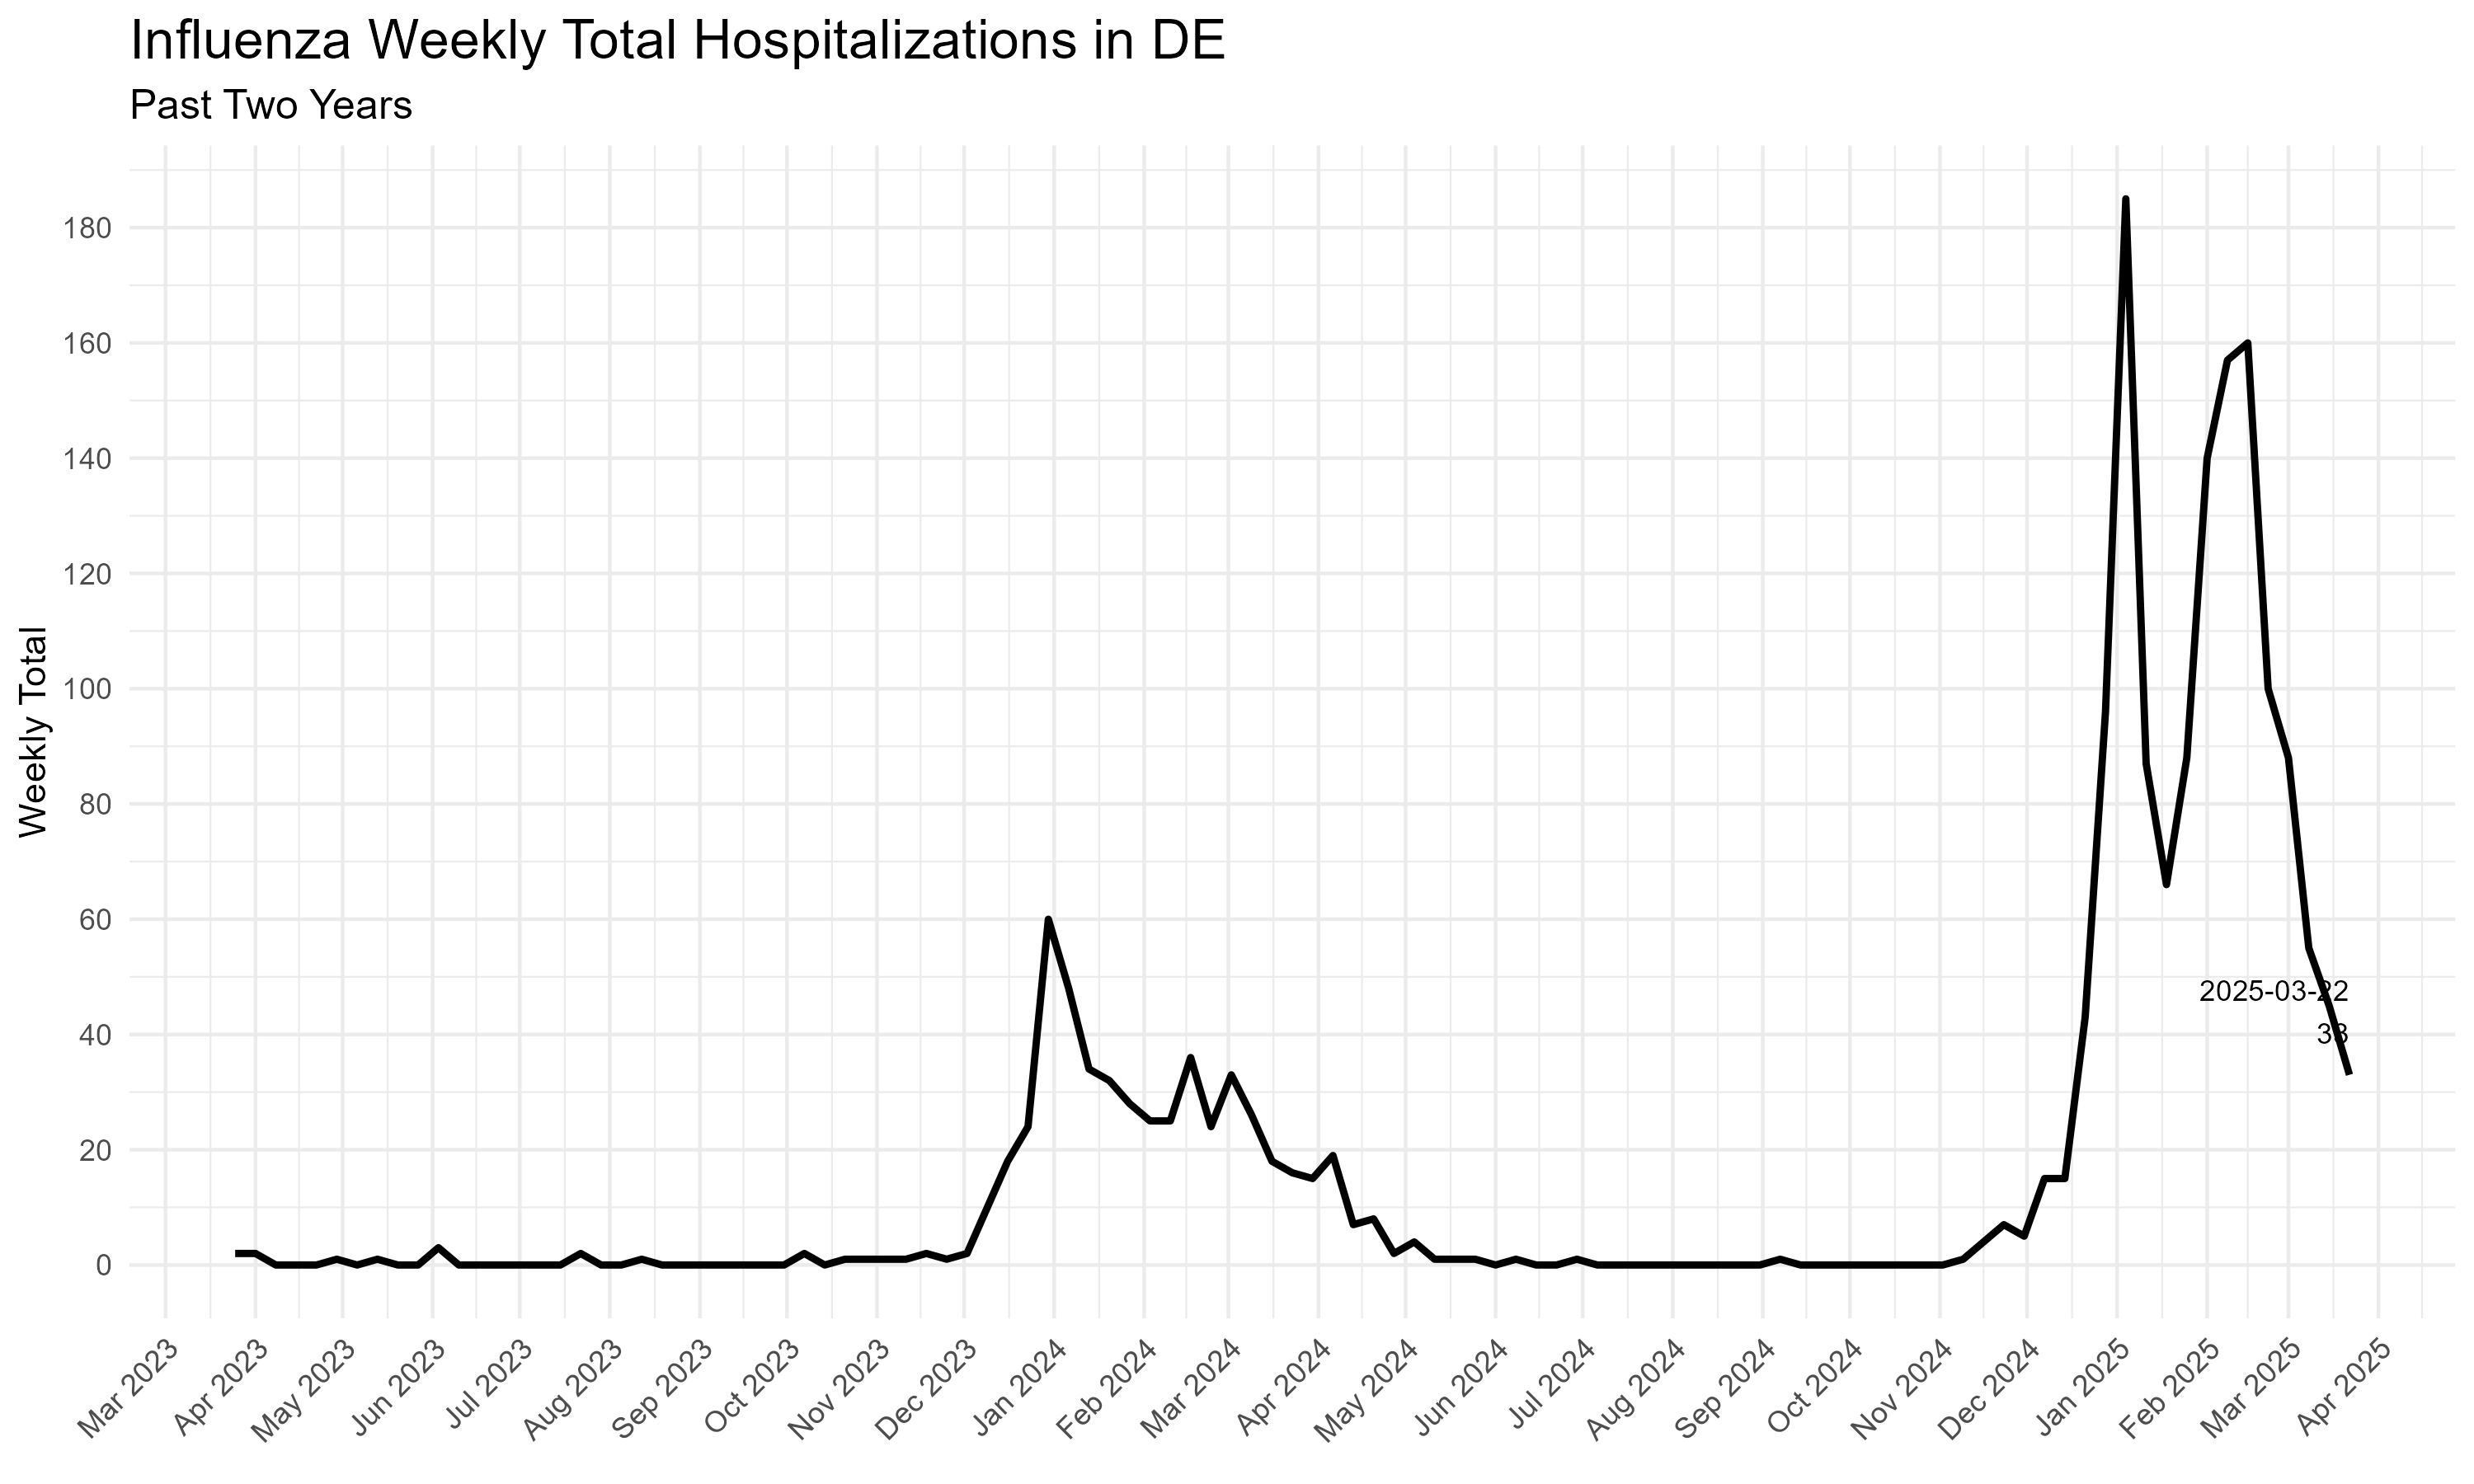 Influenza Weekly Total Hospitalizations in DE
Past Two Years
Weekly Total
180
160
140
120
100
80
60
40
20
0
2025-03-22
33
Mar 2023
Apr 2023
May 2023
Jun 2023
Jul 2023
Aug 2023
Sep 2023
Oct 2023
Nov 2023
Dec 2023
Jan 2024
Feb 2024
Mar 2024
Apr 2024
May 2024
Jun 2024
Jul 2024
Aug 2024
Sep 2024
Oct 2024
Nov 2024
Dec 2024
Jan 2025
Feb 2025
Mar 2025
Apr 2025